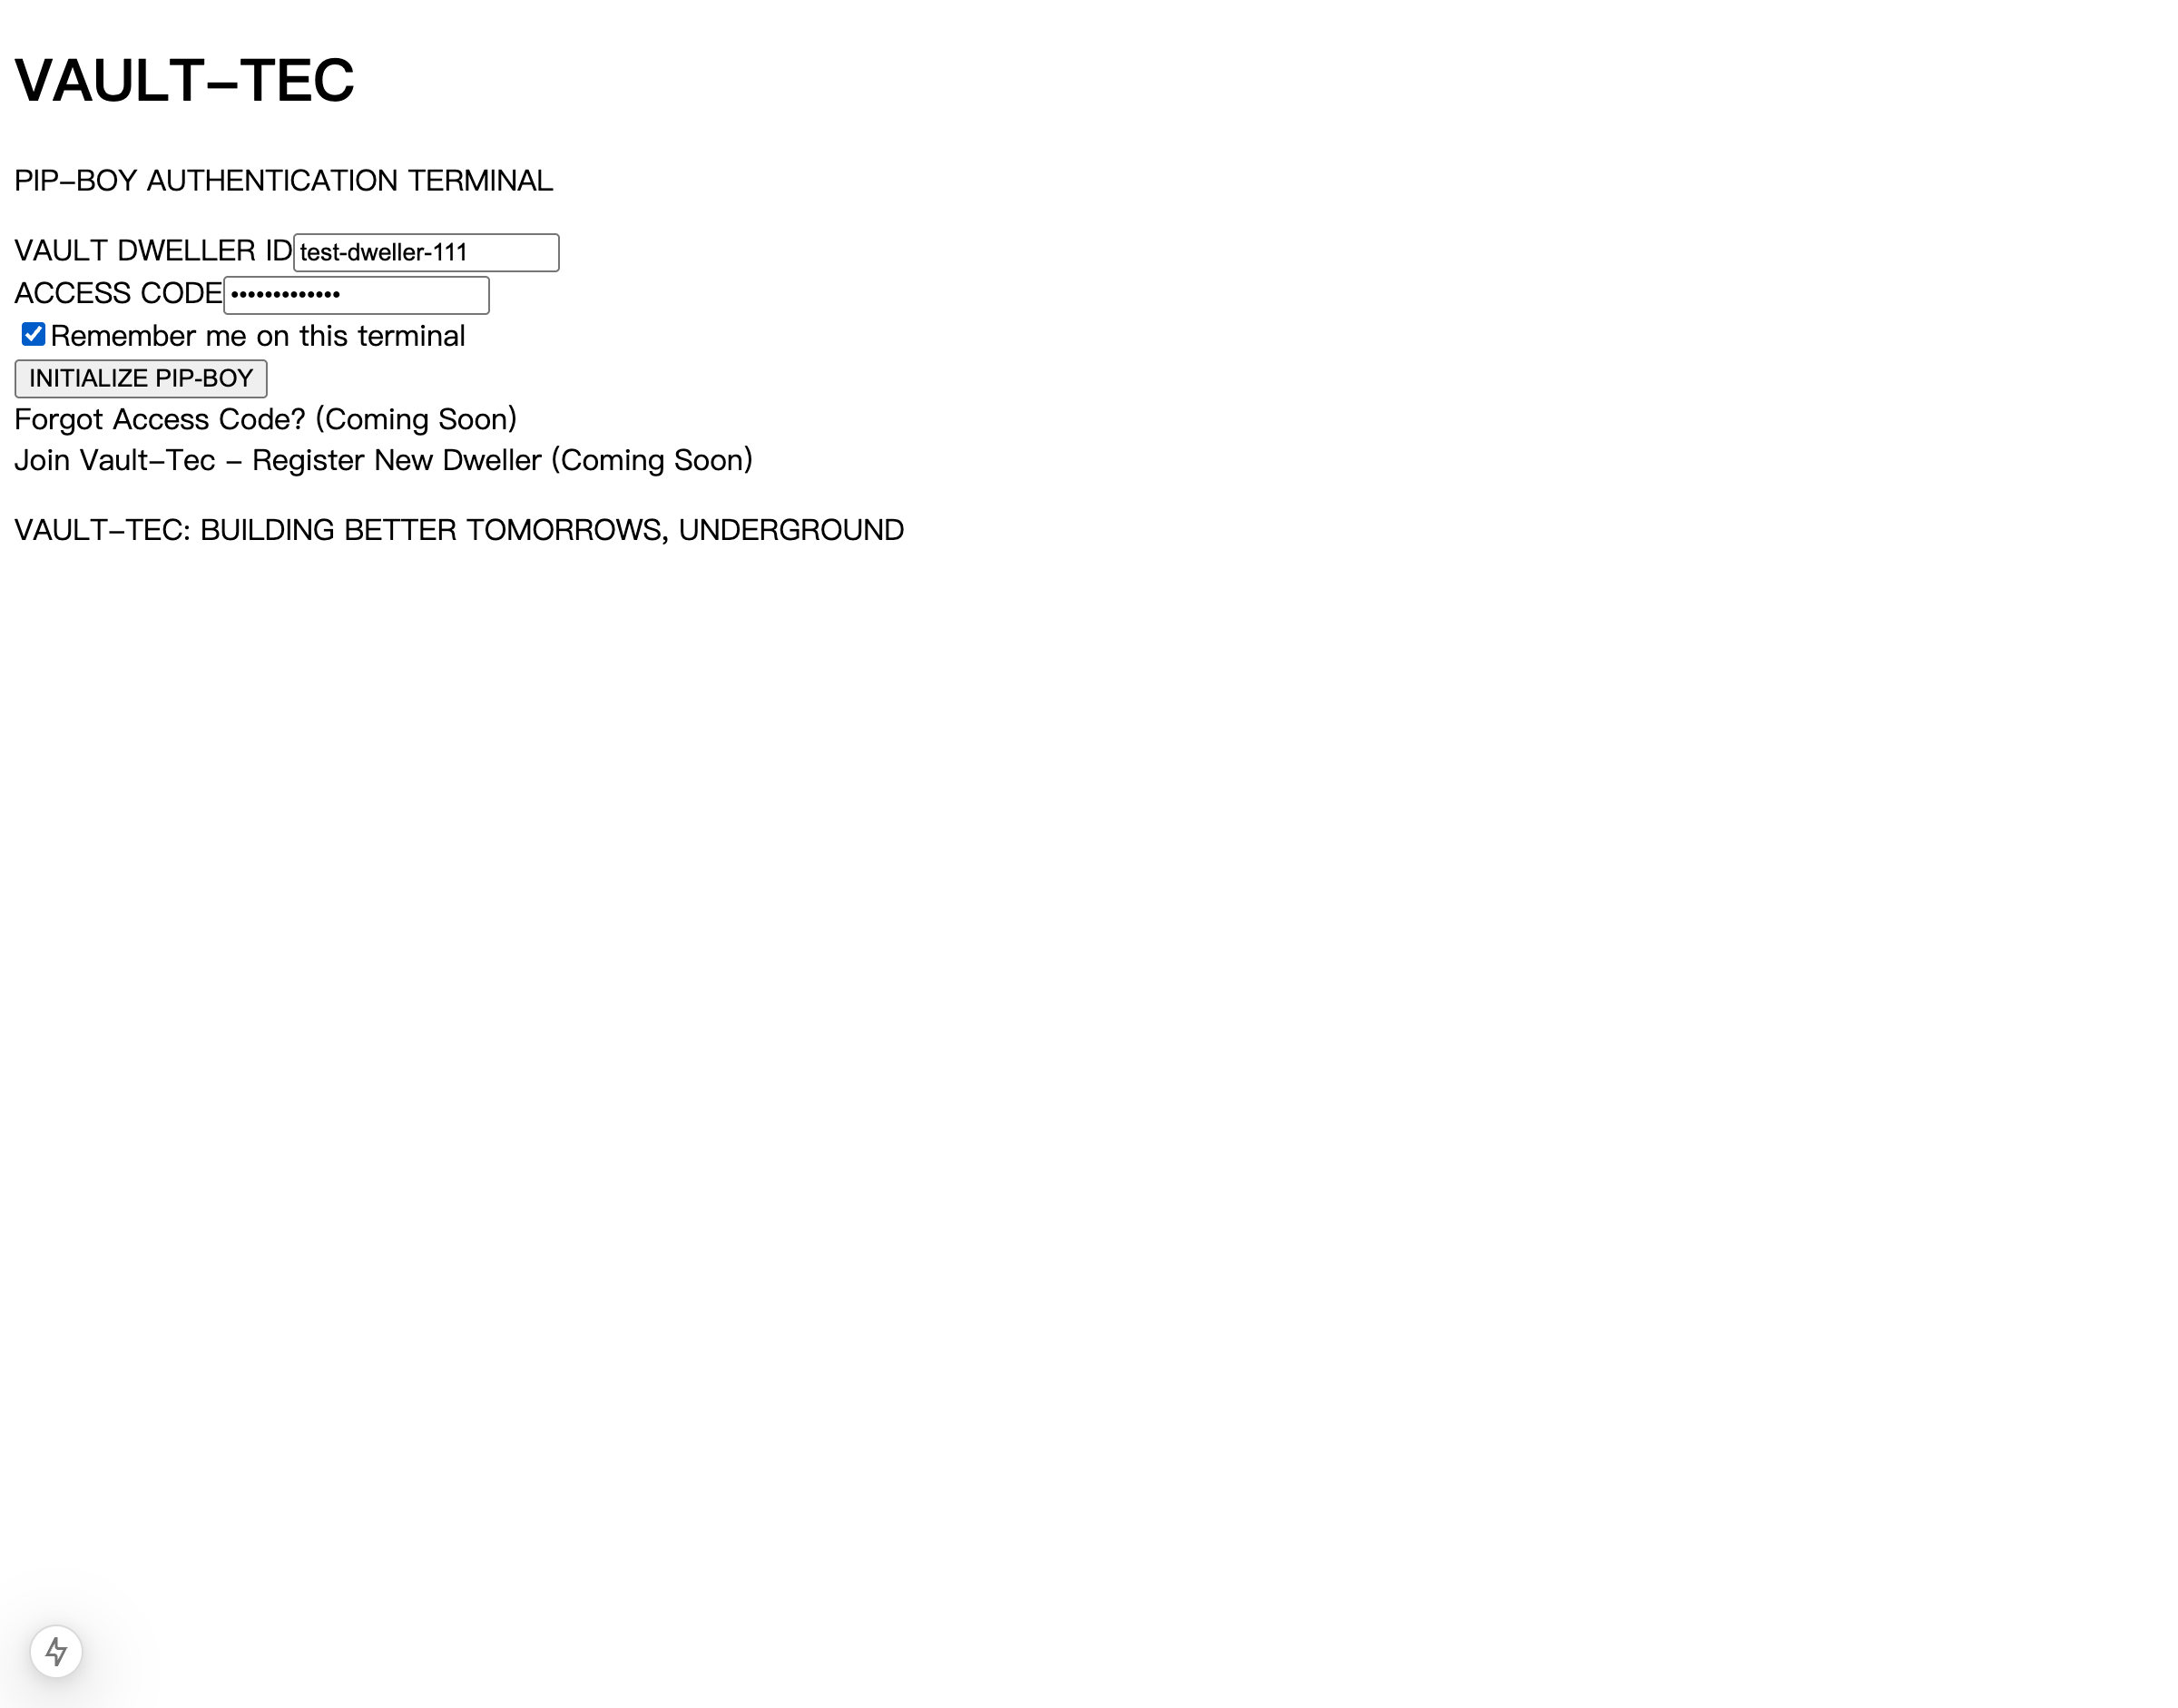 VAULT-TEC
PIP-BOY AUTHENTICATION TERMINAL
VAULT DWELLER ID test-dweller-111
ACCESS CODE •••••••••••••
Remember me on this terminal
INITIALIZE PIP-BOY
Forgot Access Code? (Coming Soon)
Join Vault-Tec - Register New Dweller (Coming Soon)
VAULT-TEC: BUILDING BETTER TOMORROWS, UNDERGROUND